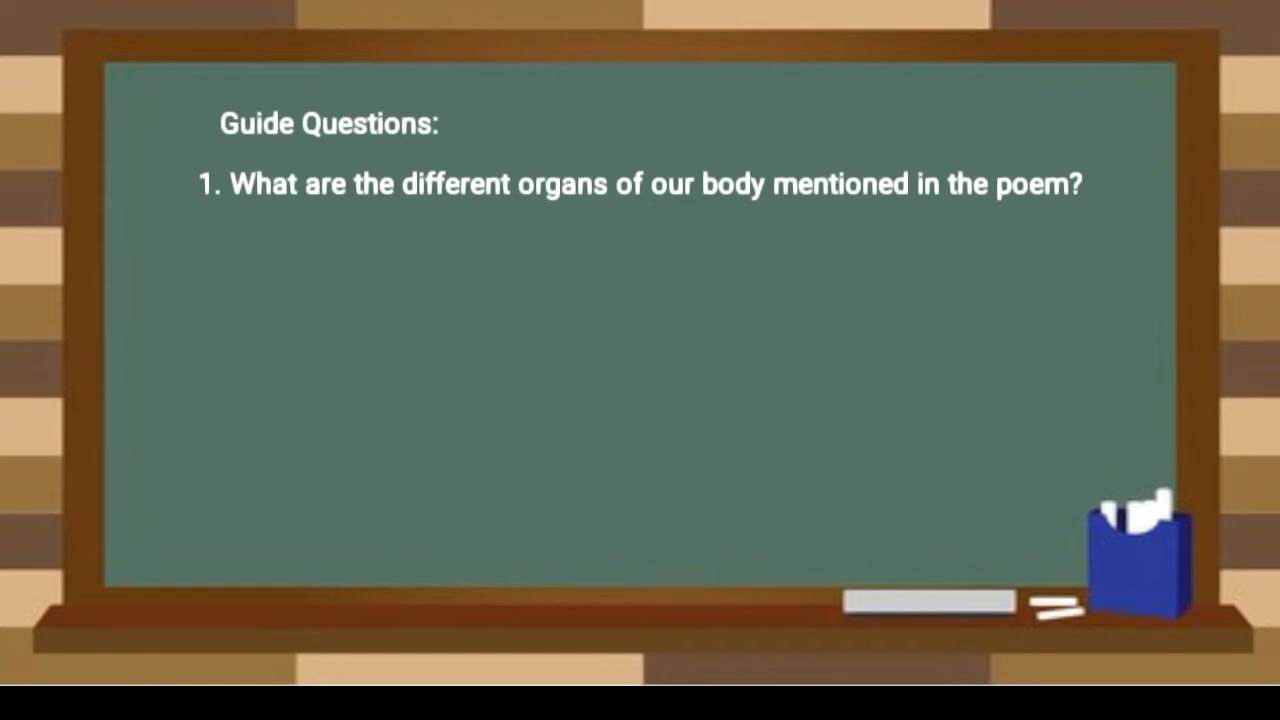 Guide Questions:
1. What are the different organs of our body mentioned in the poem?